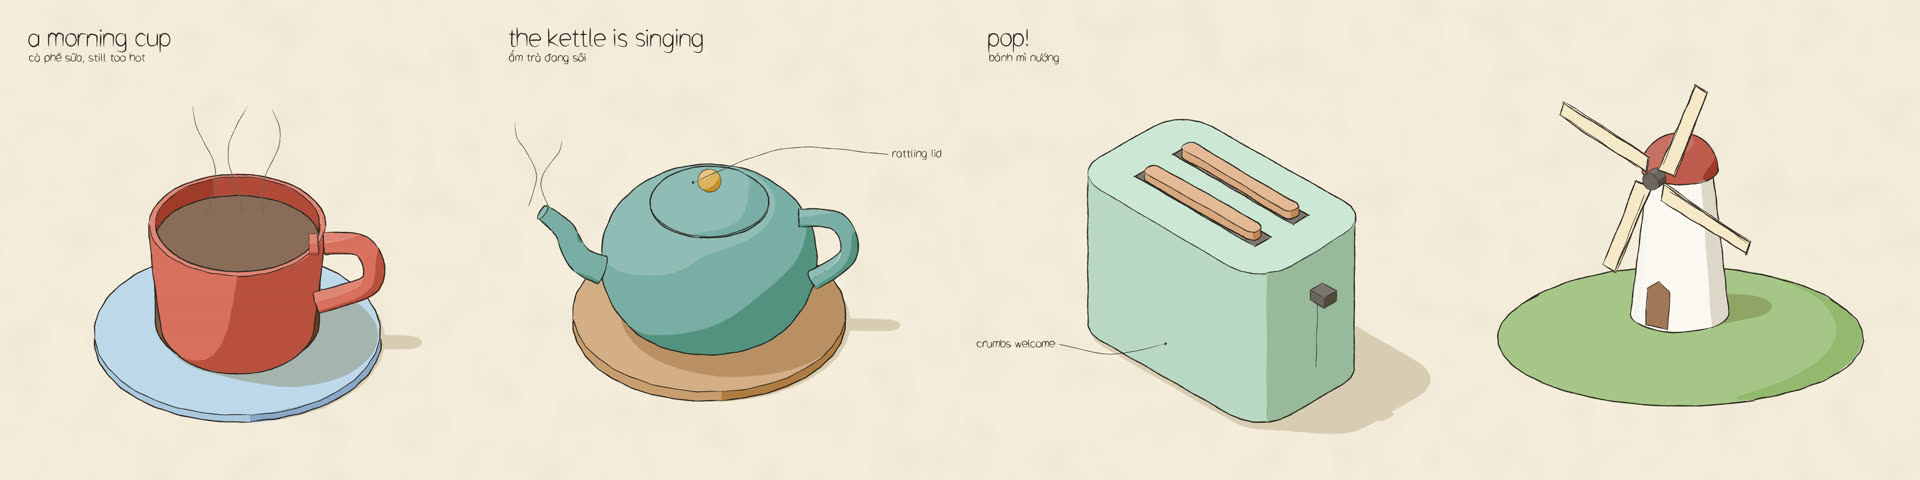 a morning cup
cà phê sữa, still too hot
the kettle is singing
ấm trà đang sôi
rattling lid
pop!
bánh mì nướng
crumbs welcome